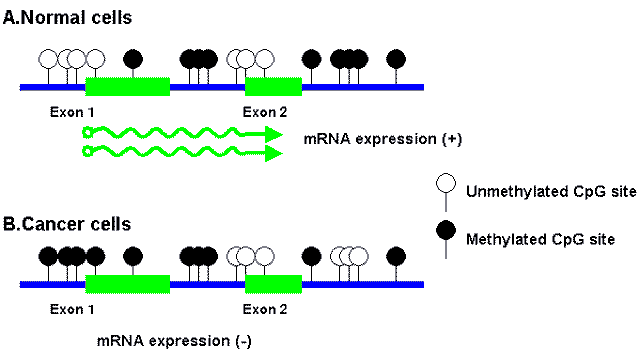 A.Normal cells
Exon 1
Exon 2
mRNA expression (+)
Unmethylated CpG site
Methylated CpG site
B.Cancer cells
Exon 1
Exon 2
mRNA expression (-)